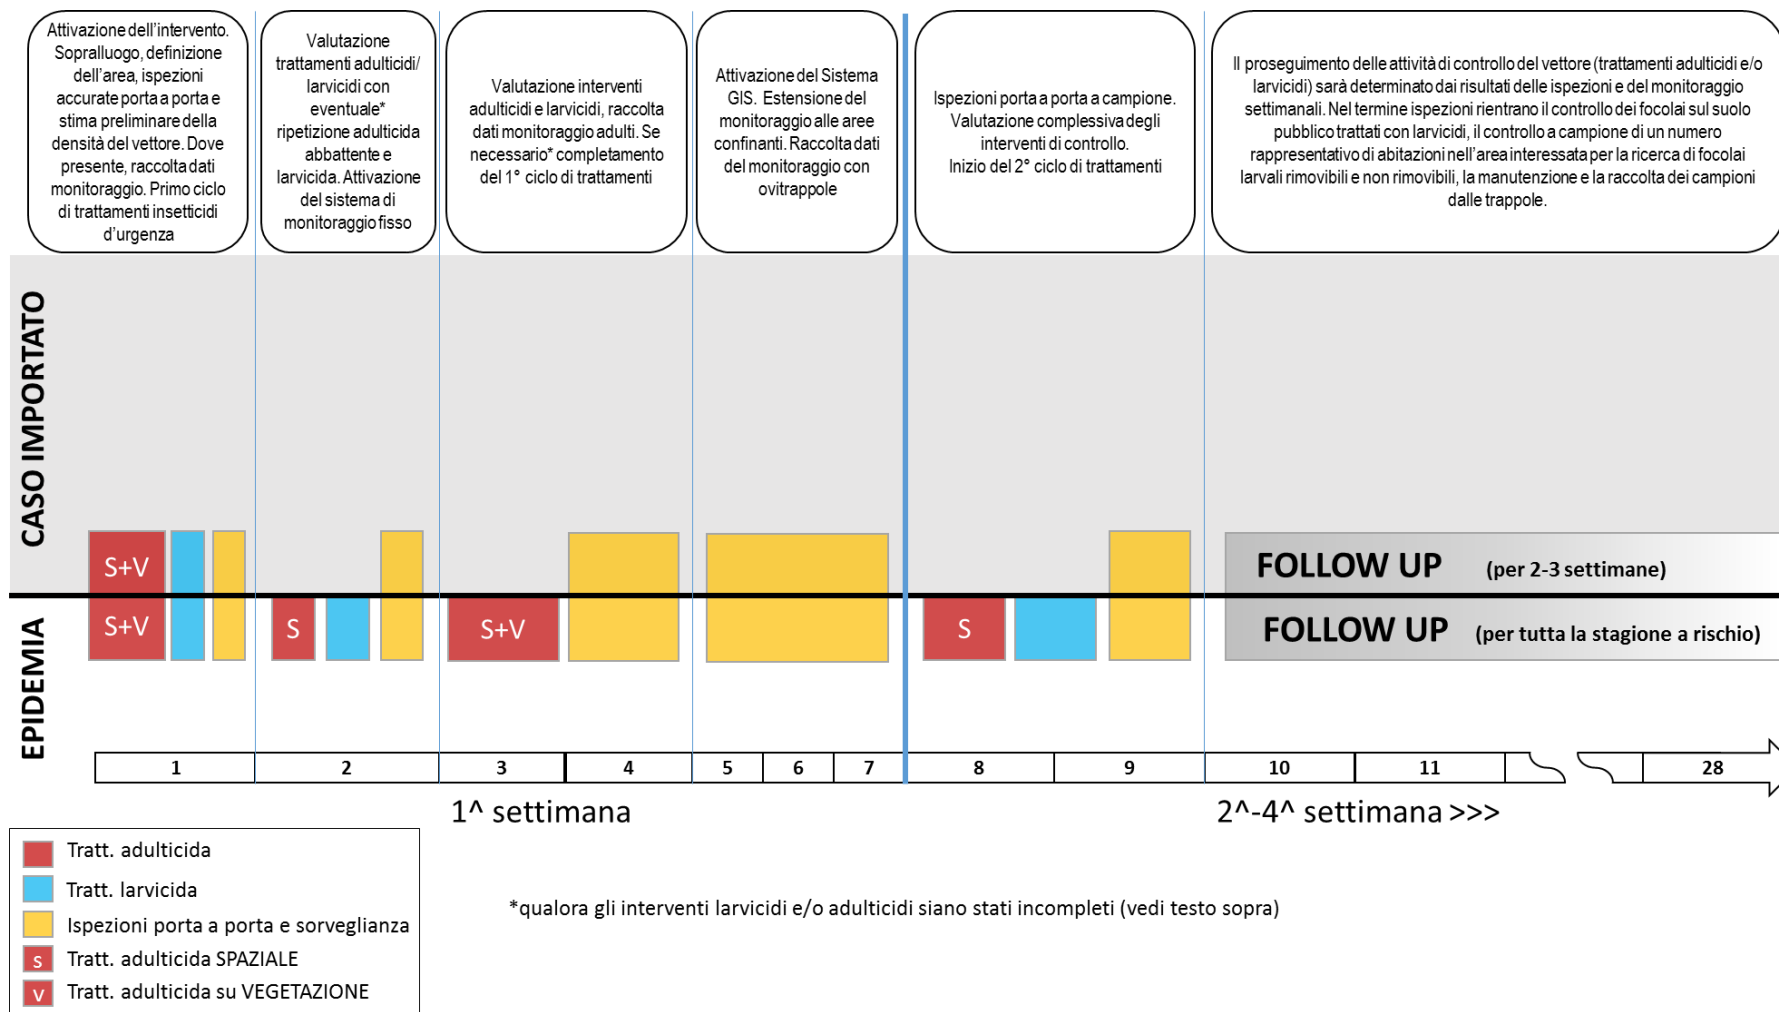 Attivazione dell'intervento.
Sopralluogo, definizione
dell'area, ispezioni
accurate porta a porta e
stima preliminare della
densità del vettore. Dove
presente, raccolta dati
monitoraggio. Primo ciclo
di trattamenti insetticidi
d'urgenza
Valutazione
trattamenti adulticidi/
larvicidi con
eventuale*
ripetizione adulticida
abbattente e
larvicida. Attivazione
del sistema di
monitoraggio fisso
Valutazione interventi
adulticidi e larvicidi, raccolta
dati monitoraggio adulti. Se
necessario* completamento
del 1° ciclo di trattamenti
Attivazione del Sistema
GIS. Estensione del
monitoraggio alle aree
confinanti. Raccolta dati
del monitoraggio con
ovitrappole
Ispezioni porta a porta a campione.
Valutazione complessiva degli
interventi di controllo.
Inizio del 2° ciclo di trattamenti
Il proseguimento delle attività di controllo del vettore (trattamenti adulticidi e/o
larvicidi) sarà determinato dai risultati delle ispezioni e del monitoraggio
settimanali. Nel termine ispezioni rientrano il controllo dei focolai sul suolo
pubblico trattati con larvicidi, il controllo a campione di un numero
rappresentativo di abitazioni nell'area interessata per la ricerca di focolai
larvali rimovibili e non rimovibili, la manutenzione e la raccolta dei campioni
dalle trappole.
CASO IMPORTATO
S+V
FOLLOW UP (per 2-3 settimane)
EPIDEMIA
S+V
S
S+V
S
FOLLOW UP (per tutta la stagione a rischio)
1 2 3 4 5 6 7 8 9 10 11 28
1^ settimana
2^-4^ settimana >>>
Tratt. adulticida
Tratt. larvicida
Ispezioni porta a porta e sorveglianza
S Tratt. adulticida SPAZIALE
V Tratt. adulticida su VEGETAZIONE
*qualora gli interventi larvicidi e/o adulticidi siano stati incompleti (vedi testo sopra)